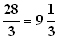 28/3 = 9 1/3